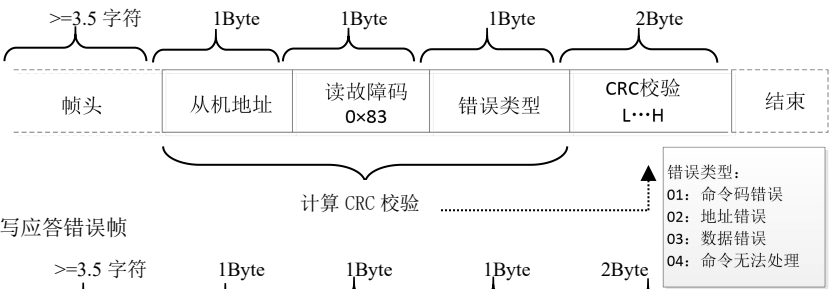 >=3.5 字符 1Byte 1Byte 1Byte 2Byte
帧头 从机地址 读故障码 0×83 错误类型 CRC校验 L⋯H 结束
计算 CRC 校验
错误类型：
01：命令码错误
02：地址错误
03：数据错误
04：命令无法处理
写应答错误帧
>=3.5 字符 1Byte 1Byte 1Byte 2Byte